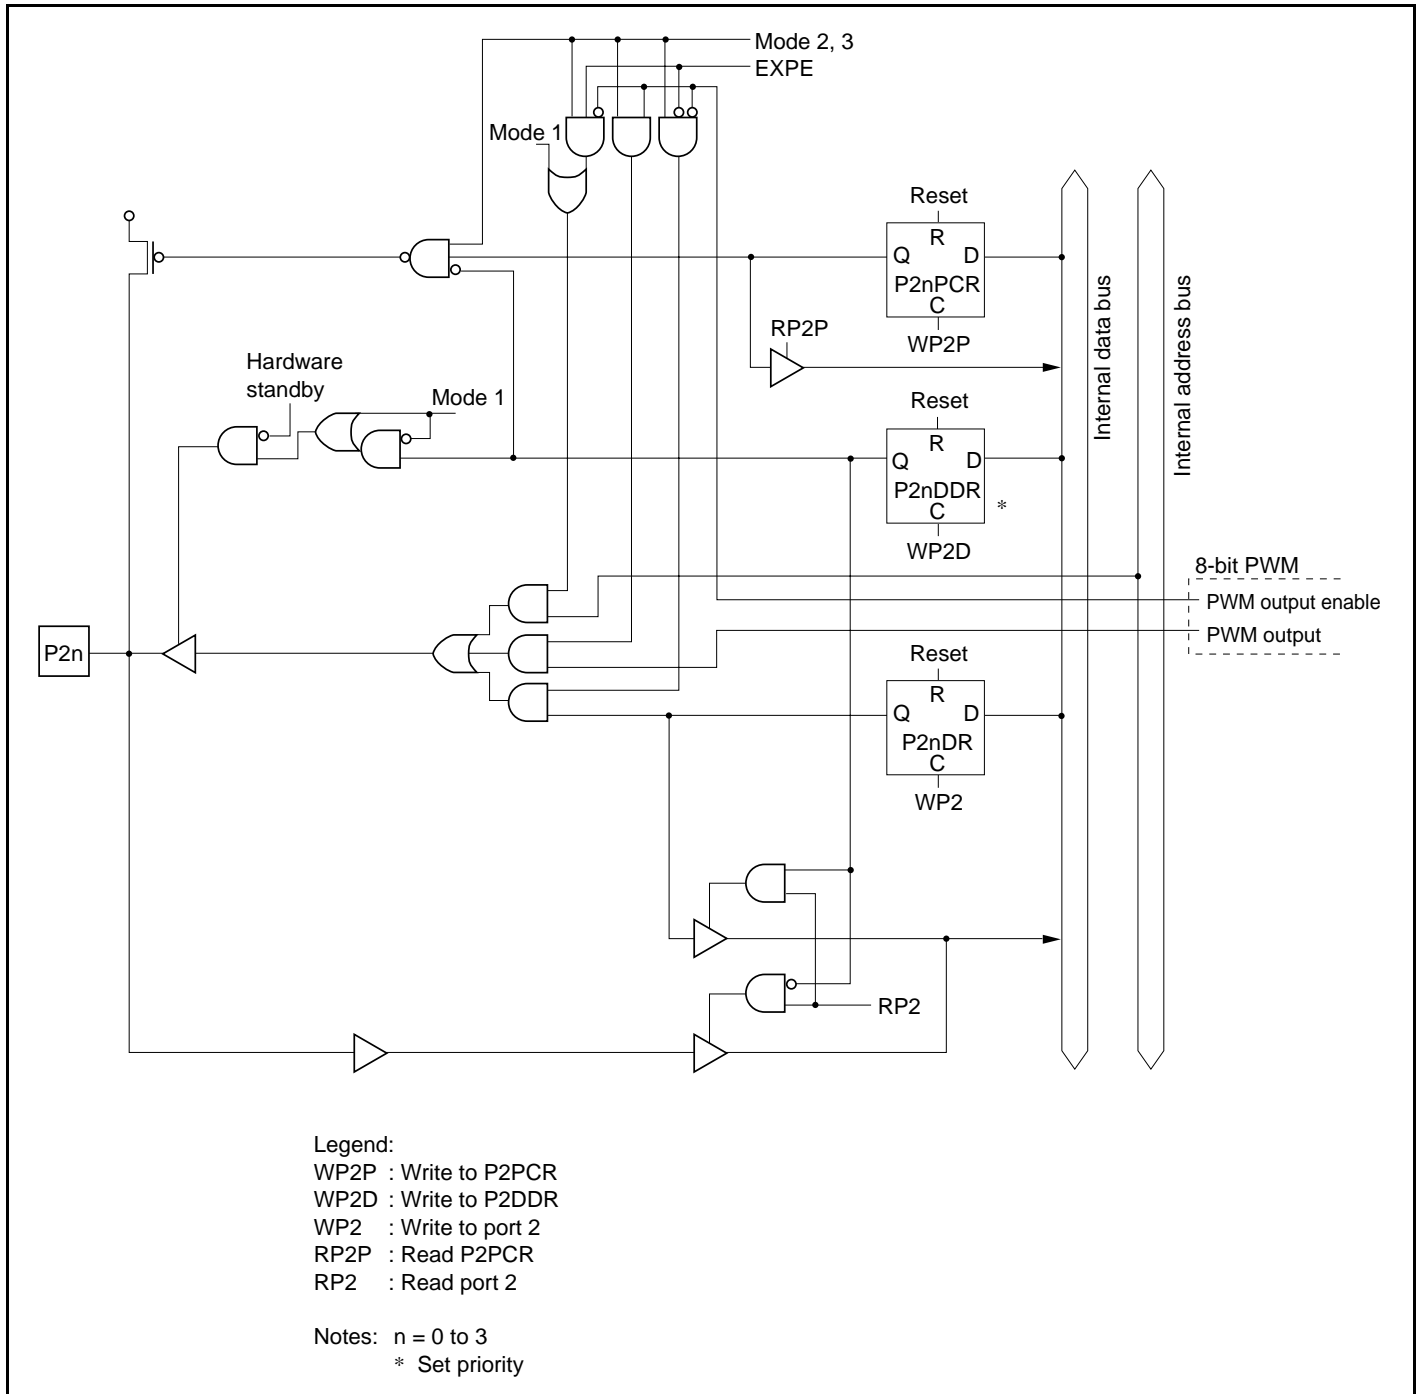 Mode 2, 3
EXPE
Mode 1
Reset
R
Q D
P2nPCR
C
WP2P
RP2P
Hardware
standby
Mode 1
Reset
R
Q D
P2nDDR
C
*
WP2D
Internal data bus
Internal address bus
8-bit PWM
PWM output enable
PWM output
P2n
Reset
R
Q D
P2nDR
C
WP2
RP2
Legend:
WP2P : Write to P2PCR
WP2D : Write to P2DDR
WP2 : Write to port 2
RP2P : Read P2PCR
RP2 : Read port 2
Notes: n = 0 to 3
* Set priority